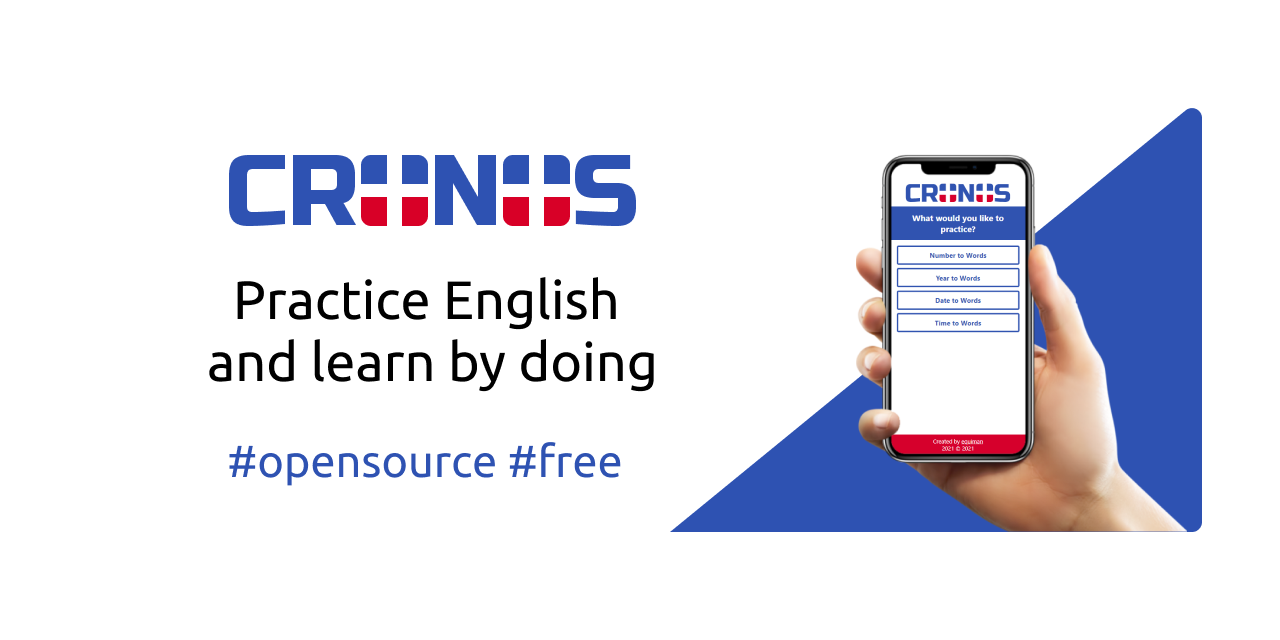 CRONOS
Practice English
and learn by doing
#opensource #free
CRONOS
What would you like to
practice?
Number to Words
Year to Words
Date to Words
Time to Words
Created by equiman
2021 © 2021